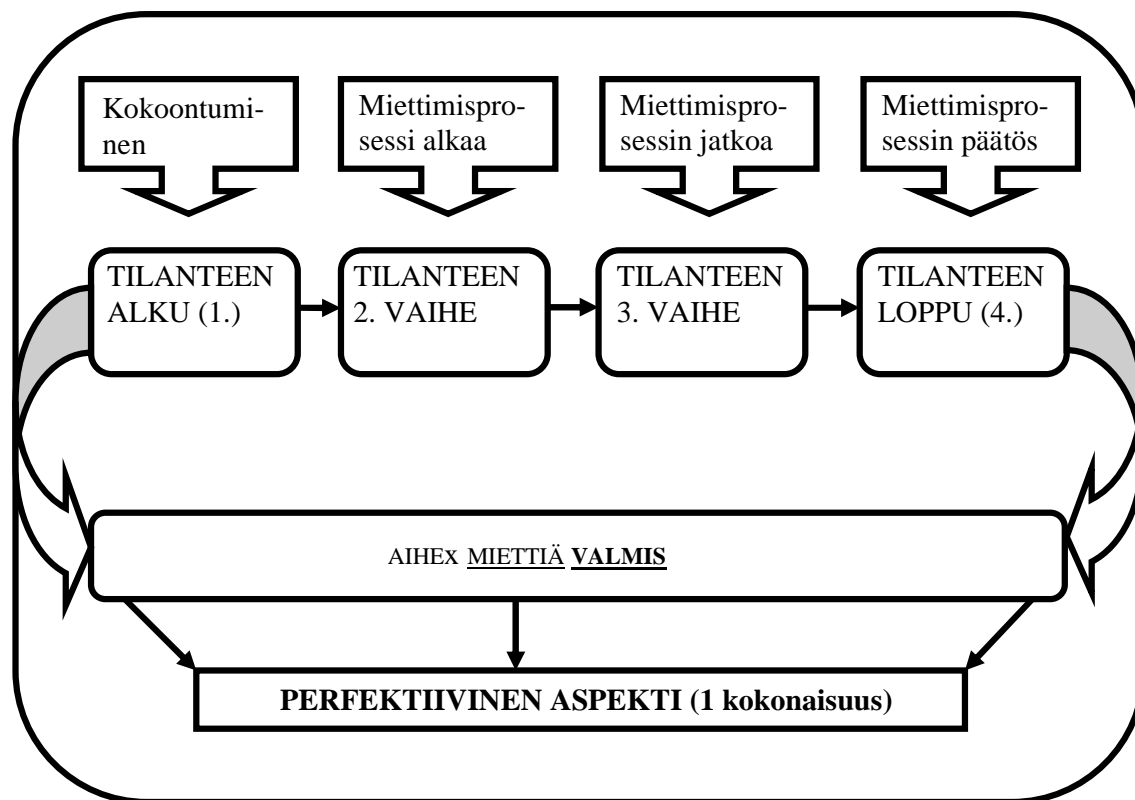 Kokoontumi-
nen
Miettimispro-
sessi alkaa
Miettimispro-
sessin jatkoa
Miettimispro-
sessin päätös
TILANTEEN
ALKU (1.)
TILANTEEN
2. VAIHE
TILANTEEN
3. VAIHE
TILANTEEN
LOPPU (4.)
AIHEX MIETTIÄ VALMIS
PERFEKTIIVINEN ASPEKTI (1 kokonaisuus)